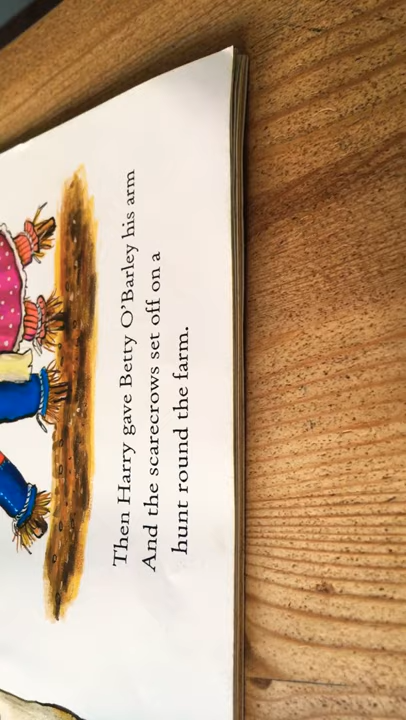 Then Harry gave Betty O'Barley his arm
And the scarecrows set off on a
hunt round the farm.